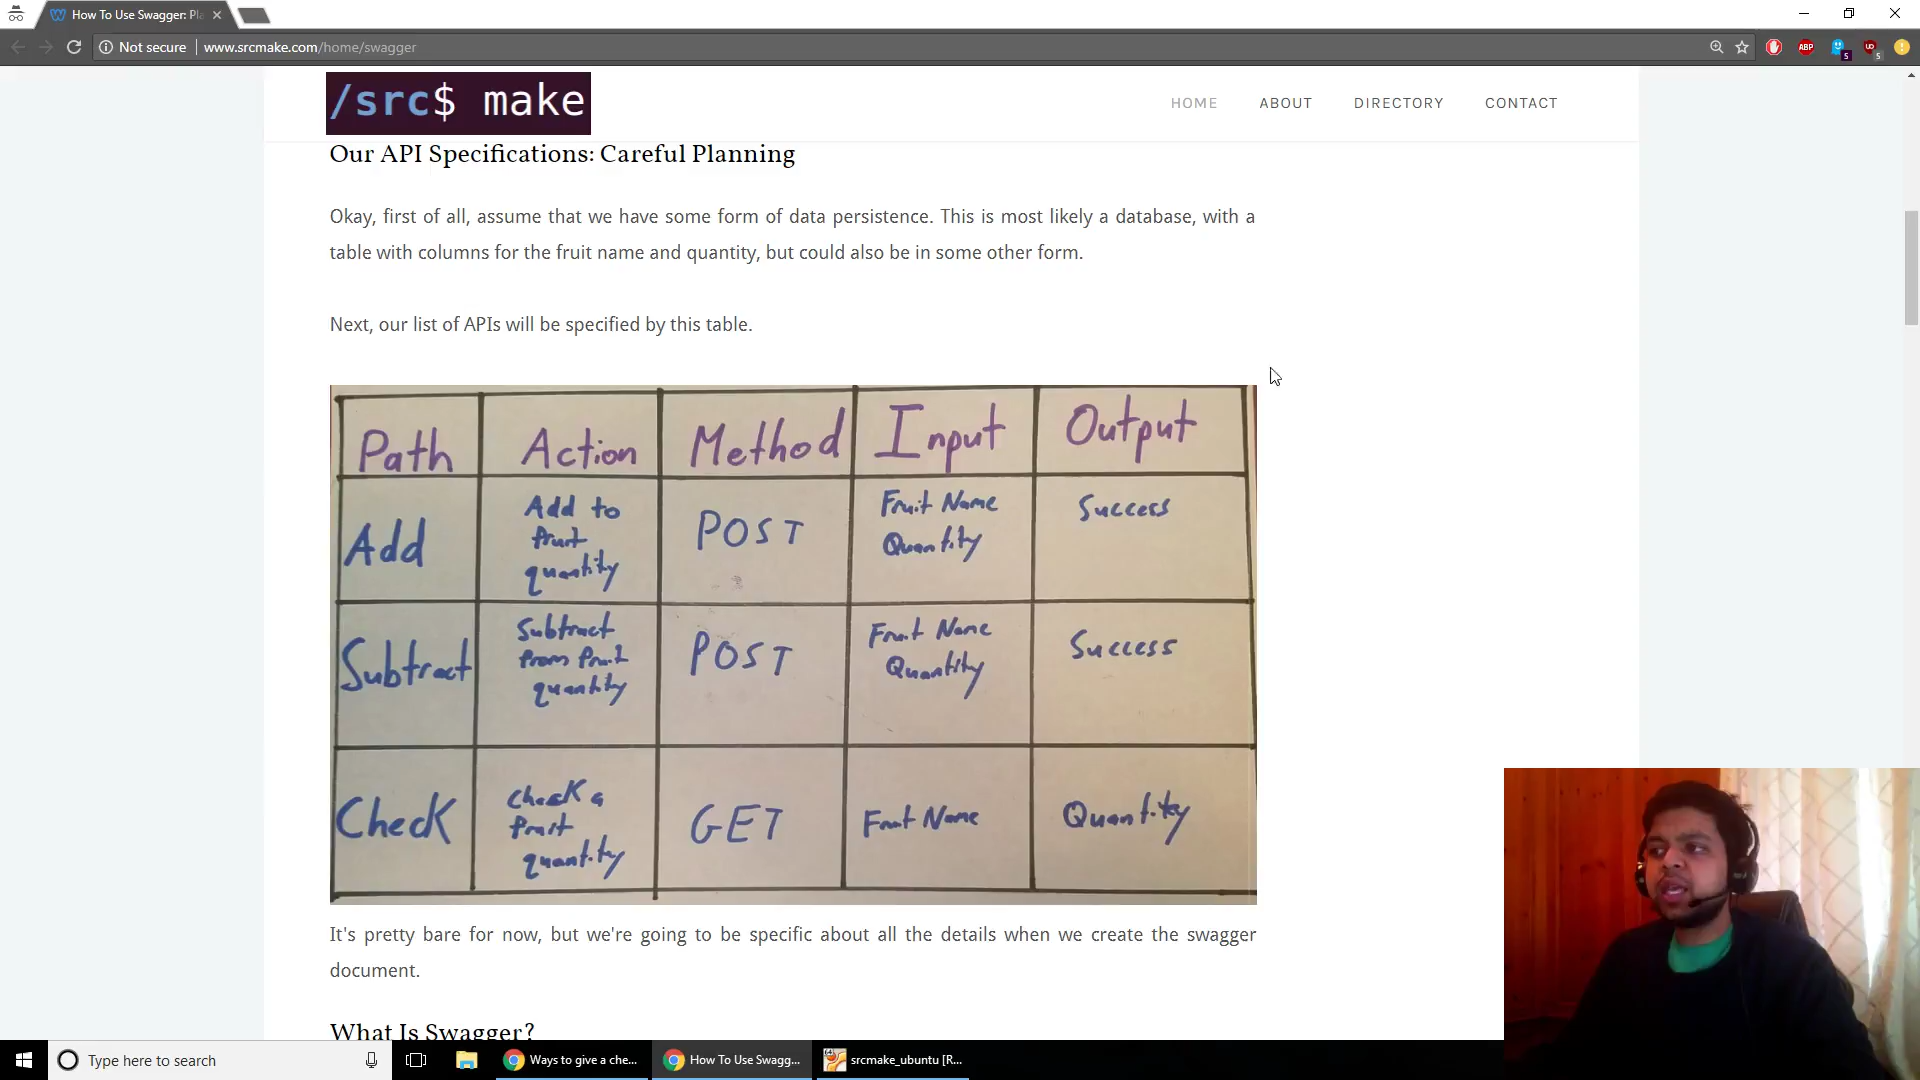 How To Use Swagger: Pl
Not secure
www.srcmake.com/home/swagger
ABP
5
UD
5
/src$ make
HOME
ABOUT
DIRECTORY
CONTACT
Our API Specifications: Careful Planning
Okay, first of all, assume that we have some form of data persistence. This is most likely a database, with a
table with columns for the fruit name and quantity, but could also be in some other form.
Next, our list of APIs will be specified by this table.
Path
Action
Method
Input
Output
Add
Add to
fruit
quantity
POST
Fruit Name
Quantity
Success
Subtract
Subtract
from fruit
quantity
POST
Fruit Name
Quantity
Success
Check
Check a
fruit
quantity
GET
Fruit Name
Quantity
It's pretty bare for now, but we're going to be specific about all the details when we create the swagger
document.
What Is Swagger?
Type here to search
Ways to give a che...
How To Use Swagg...
srcmake_ubuntu [R...